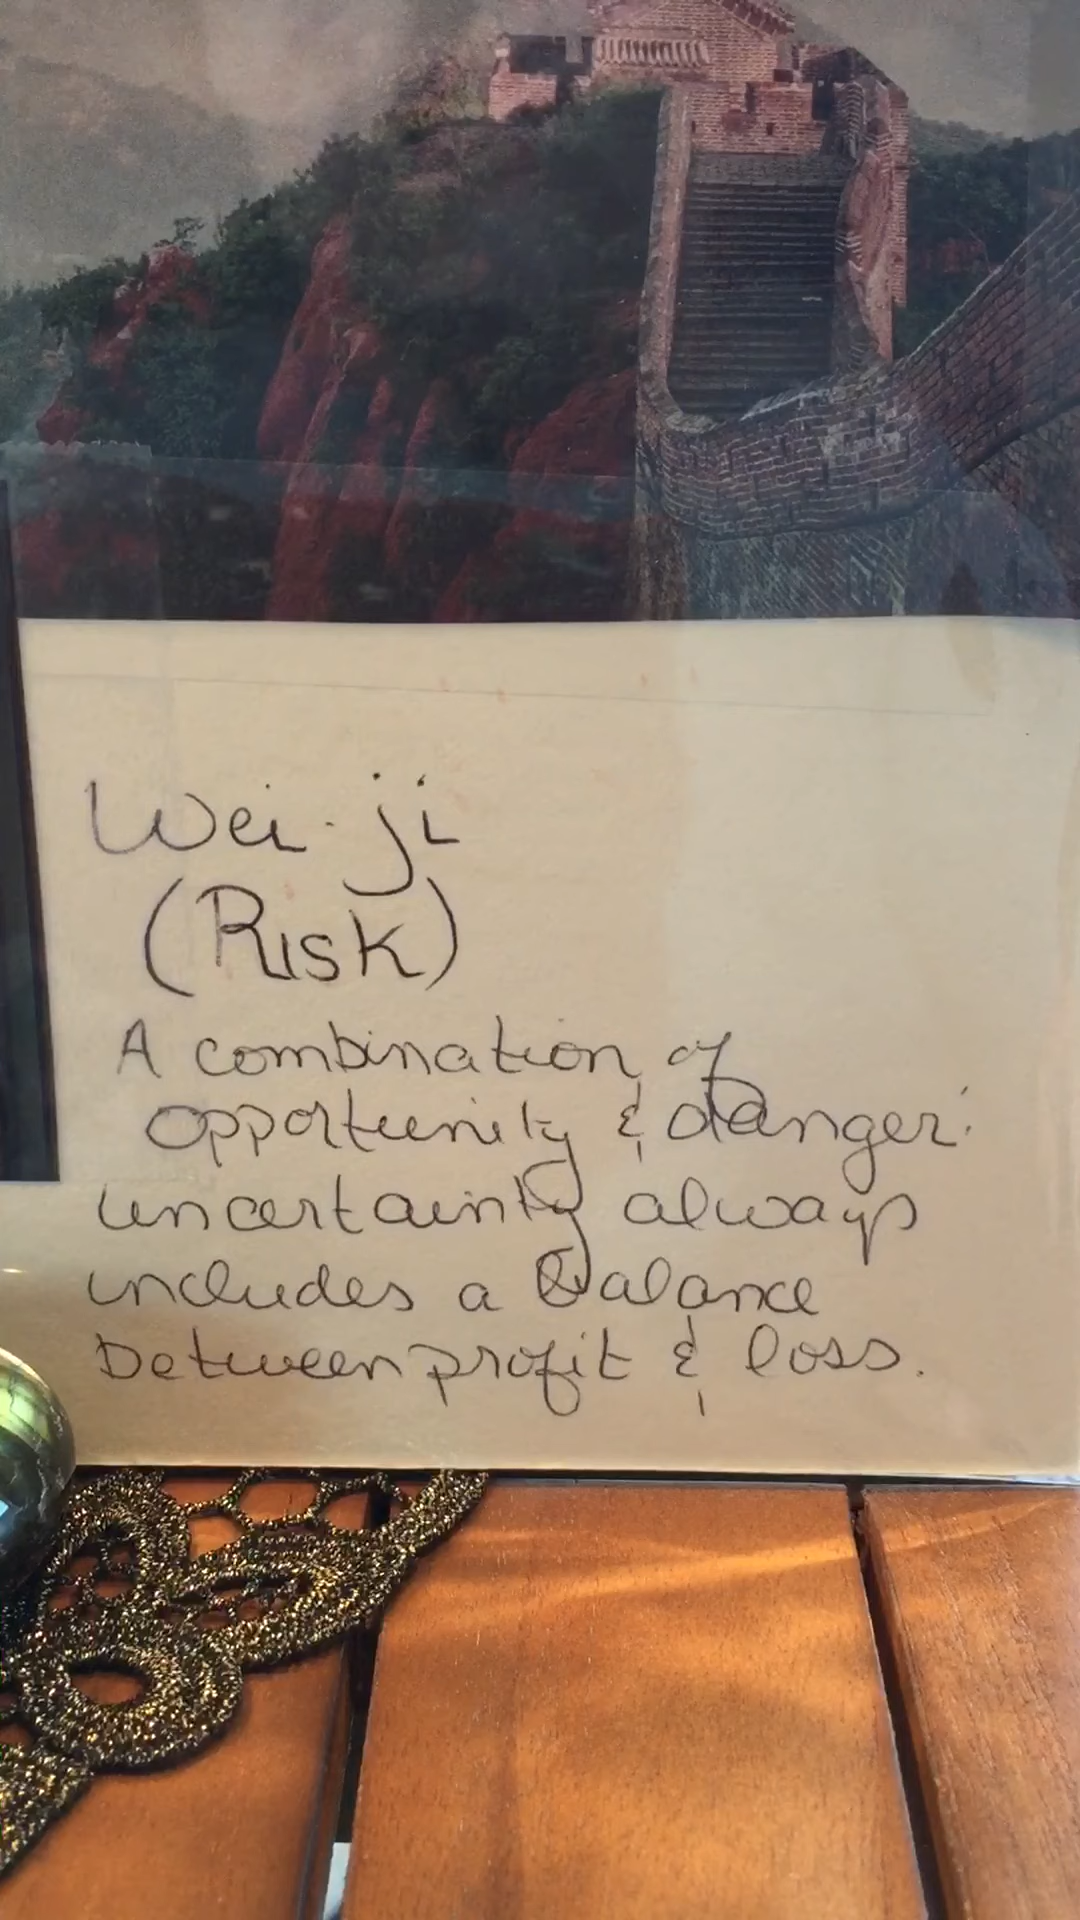 Wei-ji
(Risk)
A combination of
opportunity & danger:
uncertainty always
includes a balance
between profit & loss.